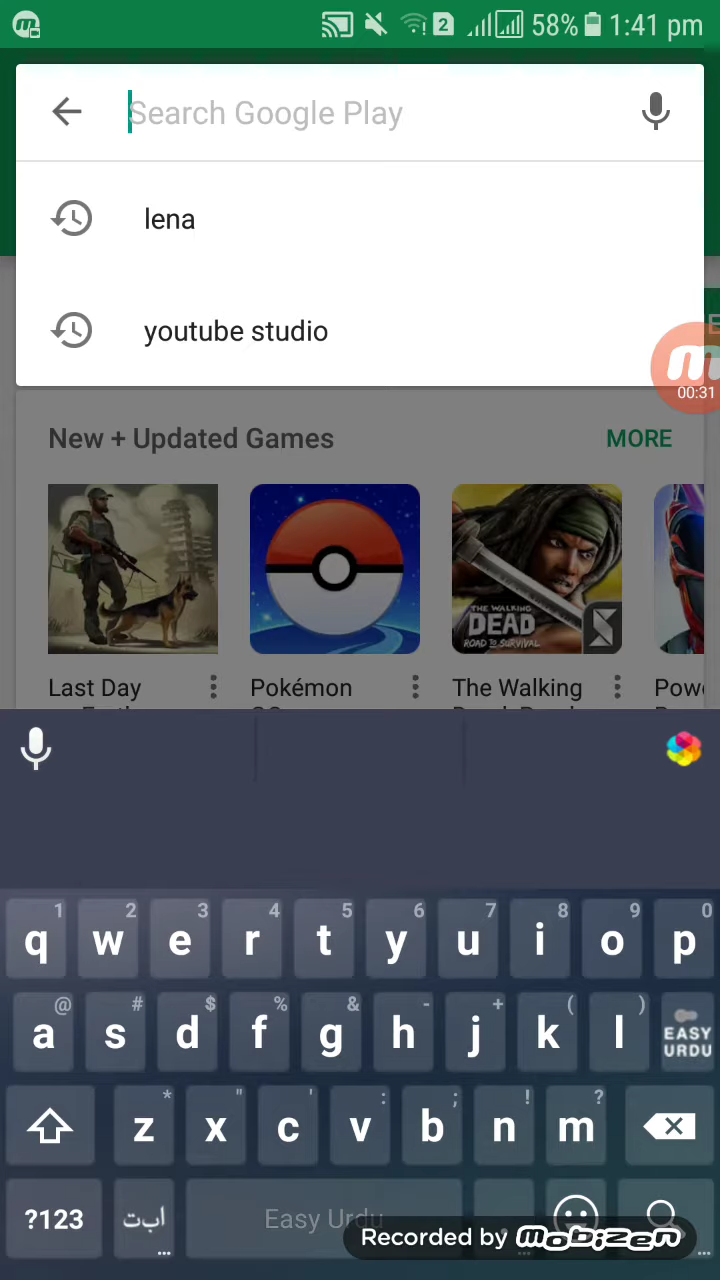 2 58% 1:41 pm
Search Google Play
lena
youtube studio
00:31
New + Updated Games MORE
THE WALKING
DEAD
ROAD TO SURVIVAL
Last Day Pokémon The Walking Pow
1 2 3 4 5 6 7 8 9 0
q w e r t y u i o p
@ # $ % & - + ( )
a s d f g h j k l EASY URDU
* " ' : ; ! ?
z x c v b n m
?123 ابت ... Easy Urdu . ... ...
Recorded by mobizen